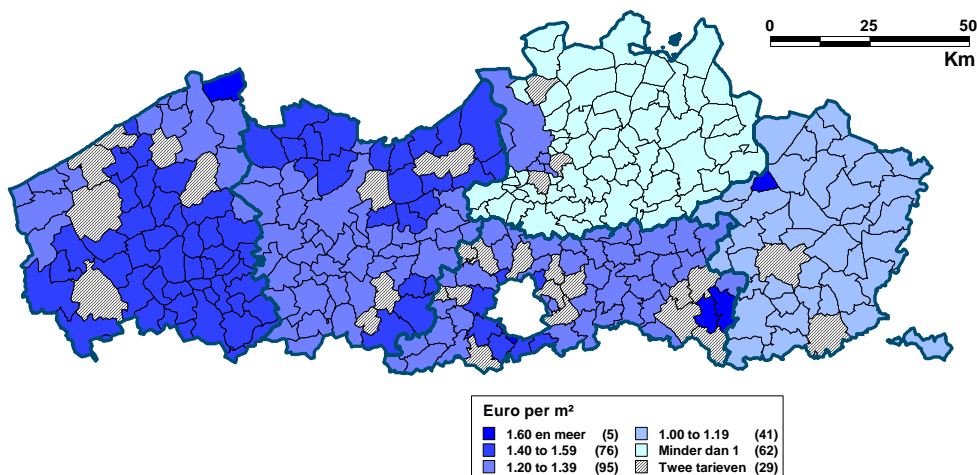 0 25 50
Km
Euro per m²
1.60 en meer (5) 1.00 to 1.19 (41)
1.40 to 1.59 (76) Minder dan 1 (62)
1.20 to 1.39 (95) Twee tarieven (29)